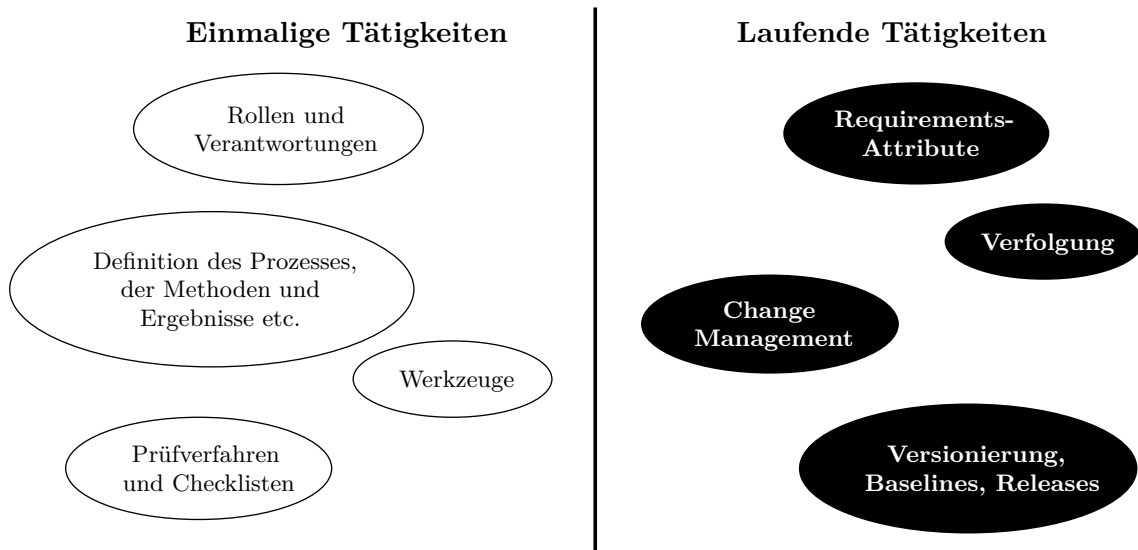 Einmalige Tätigkeiten
Rollen und
Verantwortungen
Definition des Prozesses,
der Methoden und
Ergebnisse etc.
Werkzeuge
Prüfverfahren
und Checklisten
Laufende Tätigkeiten
Requirements-
Attribute
Verfolgung
Change
Management
Versionierung,
Baselines, Releases